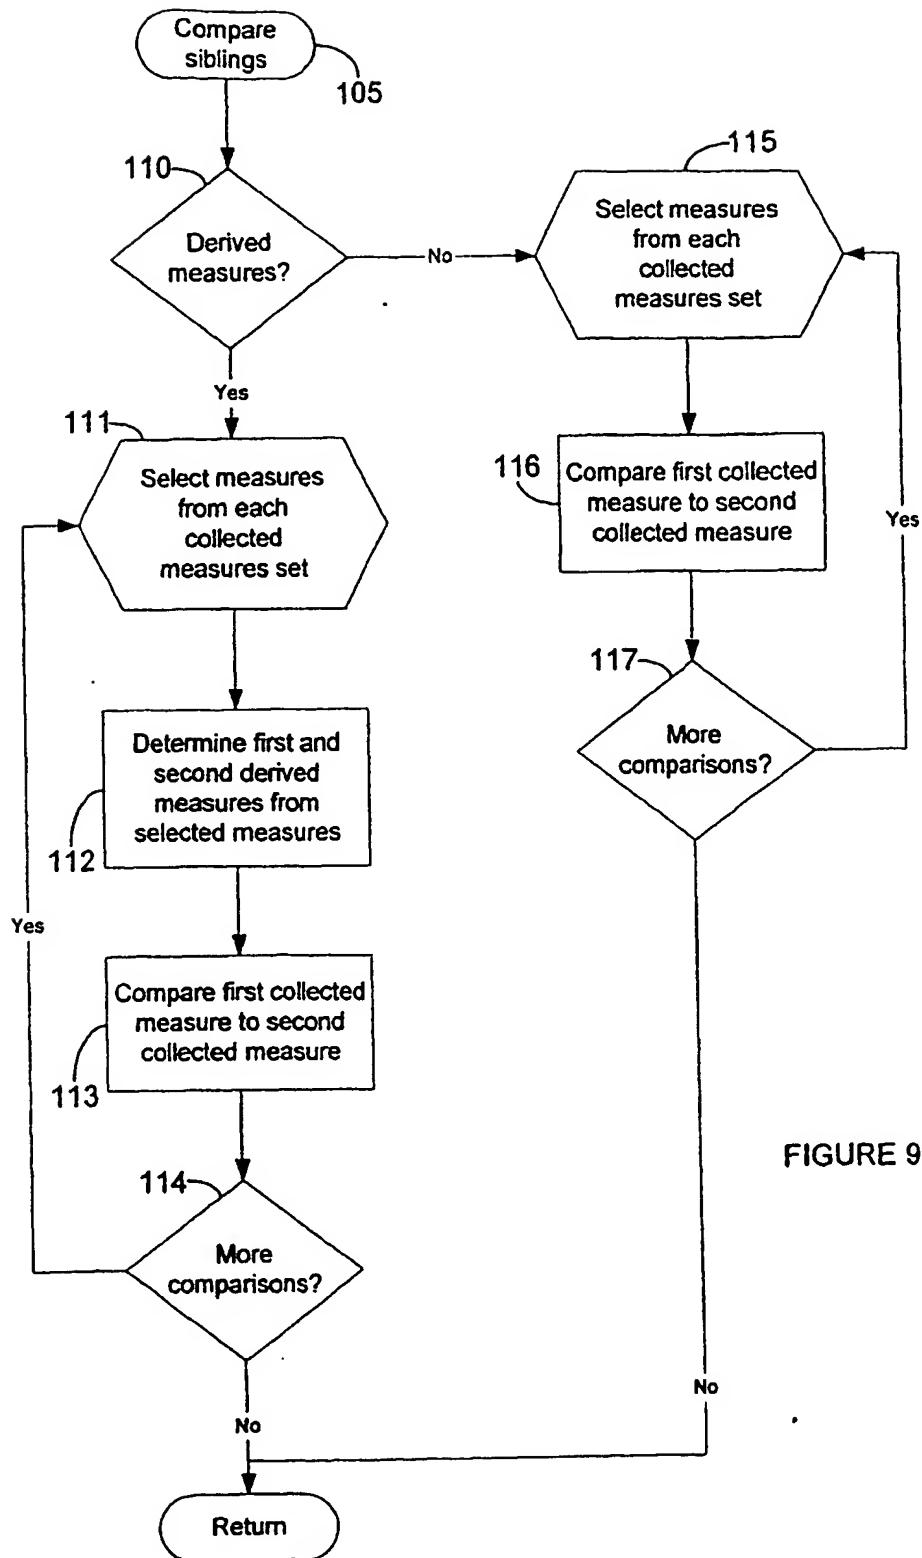 Compare
siblings
105
110
Derived
measures?
No
Yes
111
Select measures
from each
collected
measures set
112
Determine first and
second derived
measures from
selected measures
113
Compare first collected
measure to second
collected measure
Yes
114
More
comparisons?
No
115
Select measures
from each
collected
measures set
116
Compare first collected
measure to second
collected measure
Yes
117
More
comparisons?
No
Return
FIGURE 9